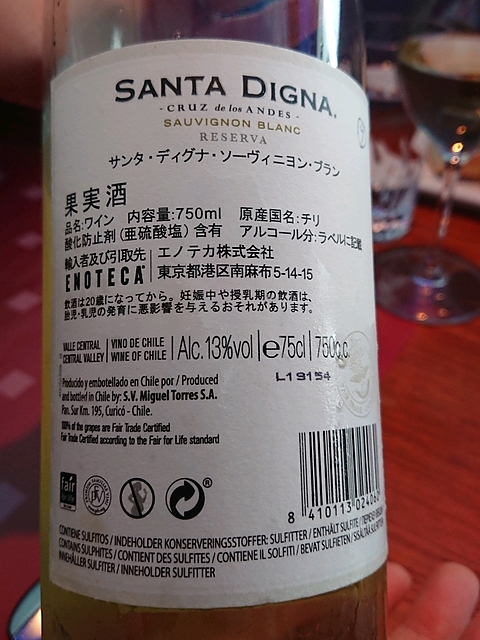 SANTA DIGNA.
- CRUZ de los ANDES -
SAUVIGNON BLANC
RESERVA
サンタ・ディグナ・ソーヴィニヨン・ブラン
果実酒
品名:ワイン 内容量:750ml 原産国名:チリ
酸化防止剤(亜硫酸塩)含有 アルコール分:ラベルに記載
輸入者及び引取先 エノテカ株式会社
ENOTECA 東京都港区南麻布5-14-15
飲酒は20歳になってから。妊娠中や授乳期の飲酒は、
胎児・乳児の発育に悪影響を与えるおそれがあります。
VALLE CENTRAL | VINO DE CHILE | Alc.13%vol | e75cl | 750c.c.
CENTRAL VALLEY | WINE OF CHILE
L19154
Producido y embotellado en Chile por / Produced
and bottled in Chile by: S.V. Miguel Torres S.A.
Pan. Sur Km. 195, Curicó - Chile.
100% of the grapes are Fair Trade Certified
Fair Trade Certified according to the Fair for Life standard
fair
for life
8 410113 02406
CONTIENE SULFITOS / INDEHOLDER KONSERVERINGSSTOFFER: SULFITTER / ENTHÄLT SULFITE /
CONTAINS SULPHITES / CONTIENT DES SULFITES / CONTIENE IL SOLFITI / BEVAT SULFIETEN /
INNEHÅLLER SULFITER / INNEHOLDER SULFITTER